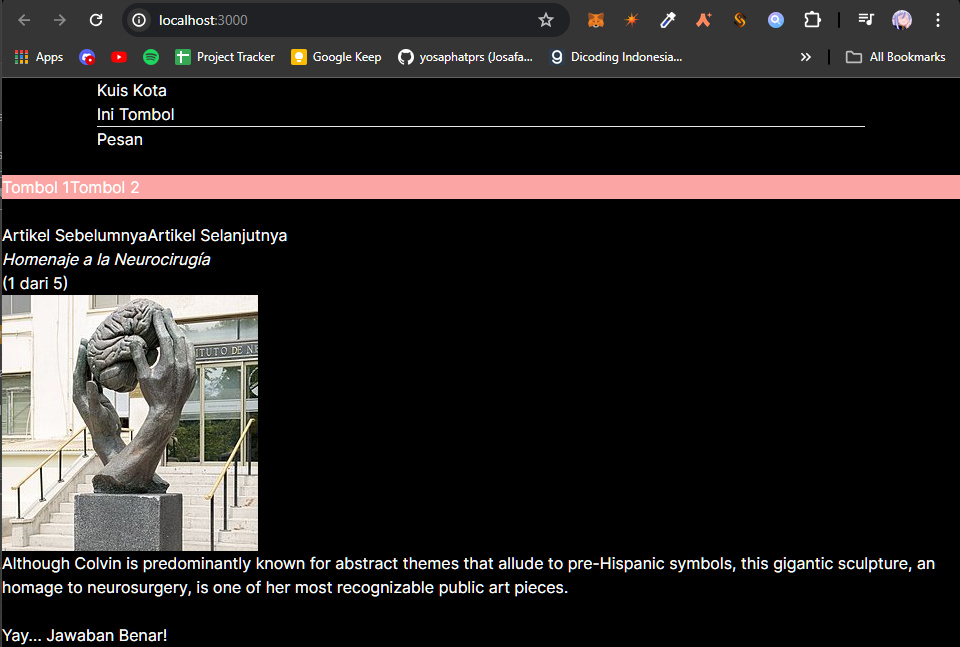 localhost:3000
Apps
Project Tracker
Google Keep
yosaphatprs (Josafa...
Dicoding Indonesia...
»
All Bookmarks
Kuis Kota
Ini Tombol
Pesan
Tombol 1Tombol 2
Artikel SebelumnyaArtikel Selanjutnya
Homenaje a la Neurocirugía
(1 dari 5)
ITUTO DE NE
Although Colvin is predominantly known for abstract themes that allude to pre-Hispanic symbols, this gigantic sculpture, an
homage to neurosurgery, is one of her most recognizable public art pieces.
Yay... Jawaban Benar!